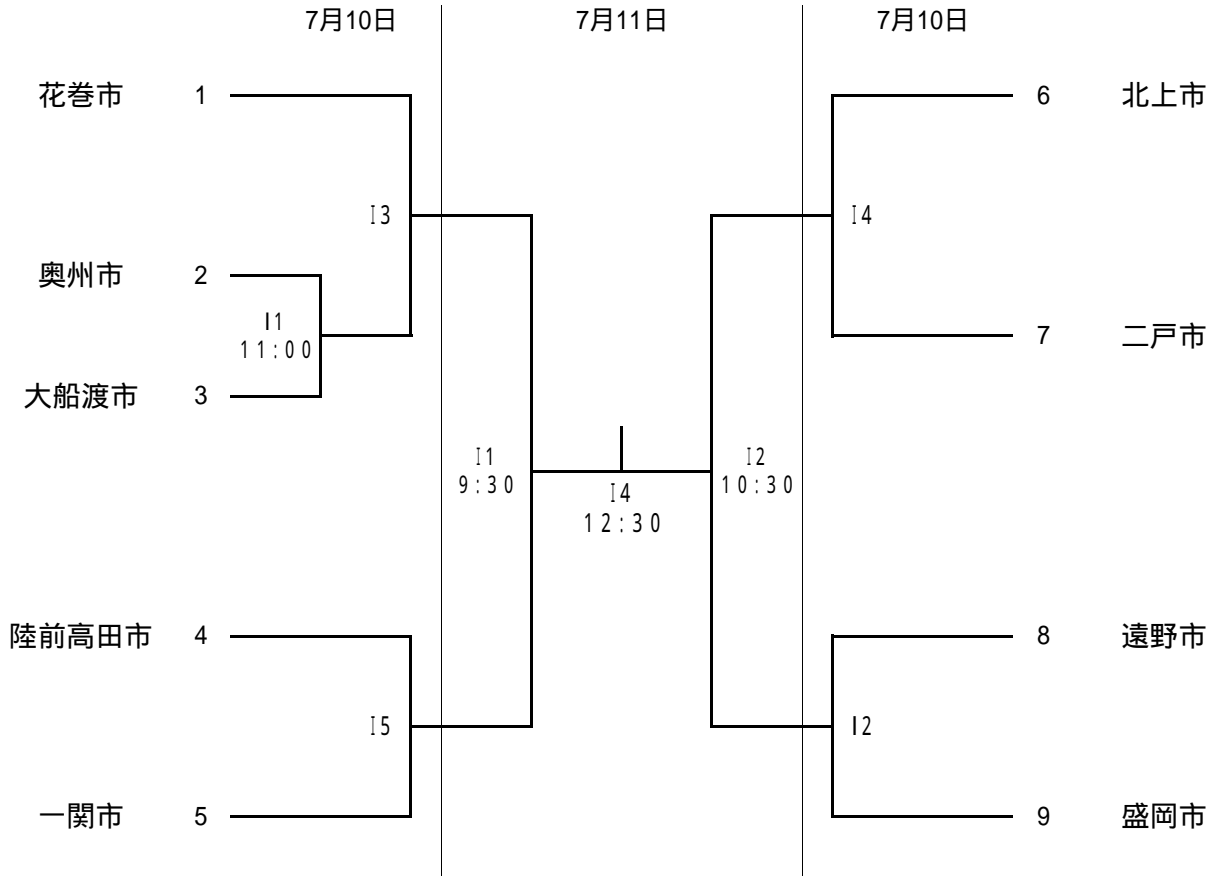 7月10日 7月11日 7月10日
花巻市 1 6 北上市
I3 I4
奥州市 2
I1
11:00
7 二戸市
大船渡市 3
I1
9:30
I2
10:30
I4
12:30
陸前高田市 4 8 遠野市
I5 I2
一関市 5 9 盛岡市